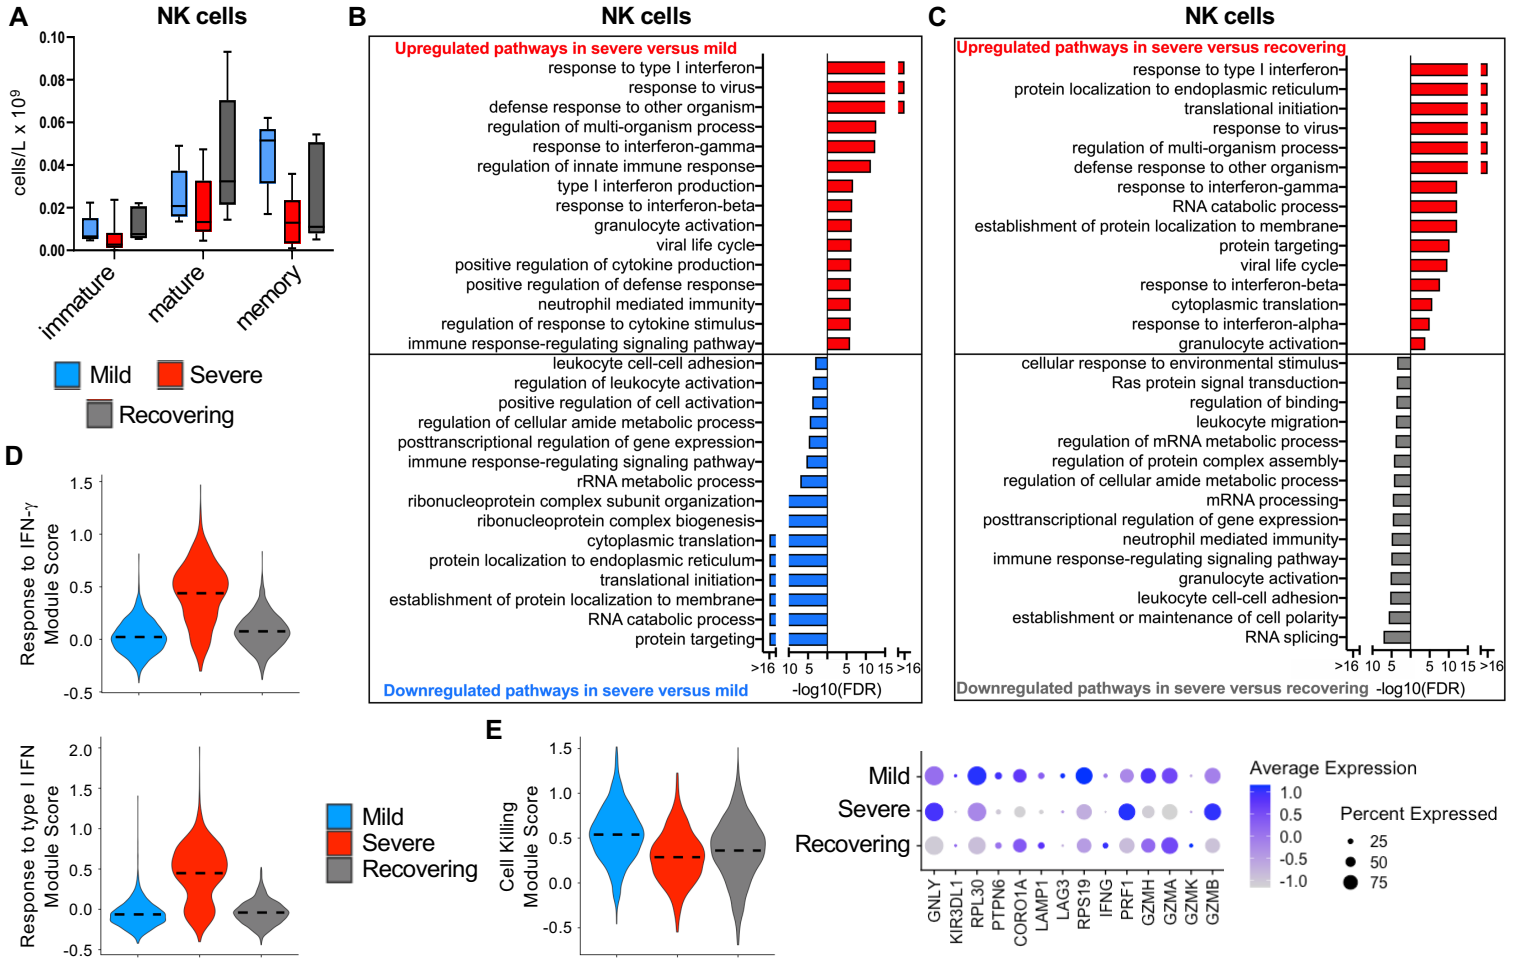 A
NK cells
0.10
0.08
0.06
0.04
0.02
0.00
cells/L x 10⁹
immature
mature
memory
Mild
Severe
Recovering
B
NK cells
Upregulated pathways in severe versus mild
response to type I interferon
response to virus
defense response to other organism
regulation of multi-organism process
response to interferon-gamma
regulation of innate immune response
type I interferon production
response to interferon-beta
granulocyte activation
viral life cycle
positive regulation of cytokine production
positive regulation of defense response
neutrophil mediated immunity
regulation of response to cytokine stimulus
immune response-regulating signaling pathway
leukocyte cell-cell adhesion
regulation of leukocyte activation
positive regulation of cell activation
regulation of cellular amide metabolic process
posttranscriptional regulation of gene expression
immune response-regulating signaling pathway
rRNA metabolic process
ribonucleoprotein complex subunit organization
ribonucleoprotein complex biogenesis
cytoplasmic translation
protein localization to endoplasmic reticulum
translational initiation
establishment of protein localization to membrane
RNA catabolic process
protein targeting
>16 10 5 5 10 15 >16
Downregulated pathways in severe versus mild
-log10(FDR)
C
NK cells
Upregulated pathways in severe versus recovering
response to type I interferon
protein localization to endoplasmic reticulum
translational initiation
response to virus
regulation of multi-organism process
defense response to other organism
response to interferon-gamma
RNA catabolic process
establishment of protein localization to membrane
protein targeting
viral life cycle
response to interferon-beta
cytoplasmic translation
response to interferon-alpha
granulocyte activation
cellular response to environmental stimulus
Ras protein signal transduction
regulation of binding
leukocyte migration
regulation of mRNA metabolic process
regulation of protein complex assembly
regulation of cellular amide metabolic process
mRNA processing
posttranscriptional regulation of gene expression
neutrophil mediated immunity
immune response-regulating signaling pathway
granulocyte activation
leukocyte cell-cell adhesion
establishment or maintenance of cell polarity
RNA splicing
>16 10 5 5 10 15 >16
Downregulated pathways in severe versus recovering
-log10(FDR)
D
Response to IFN-γ
Module Score
1.5
1.0
0.5
0.0
-0.5
Response to type I IFN
Module Score
2.0
1.5
1.0
0.5
0.0
-0.5
Mild
Severe
Recovering
E
Cell Killing
Module Score
1.5
1.0
0.5
0.0
-0.5
Mild
Severe
Recovering
GNLY
KIR3DL1
RPL30
PTPN6
CORO1A
LAMP1
LAG3
RPS19
IFNG
PRF1
GZMH
GZMA
GZMK
GZMB
Average Expression
1.0
0.5
0.0
-0.5
-1.0
Percent Expressed
25
50
75